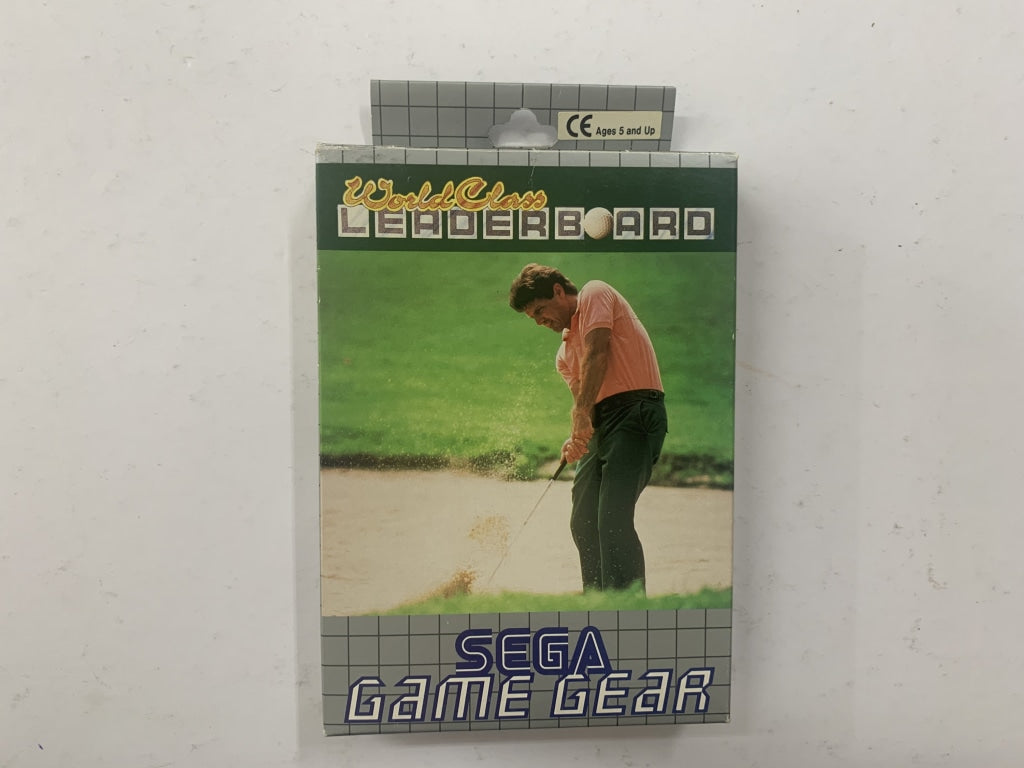 CE Ages 5 and Up
World Class
LEADERBOARD
SEGA
GAME GEAR